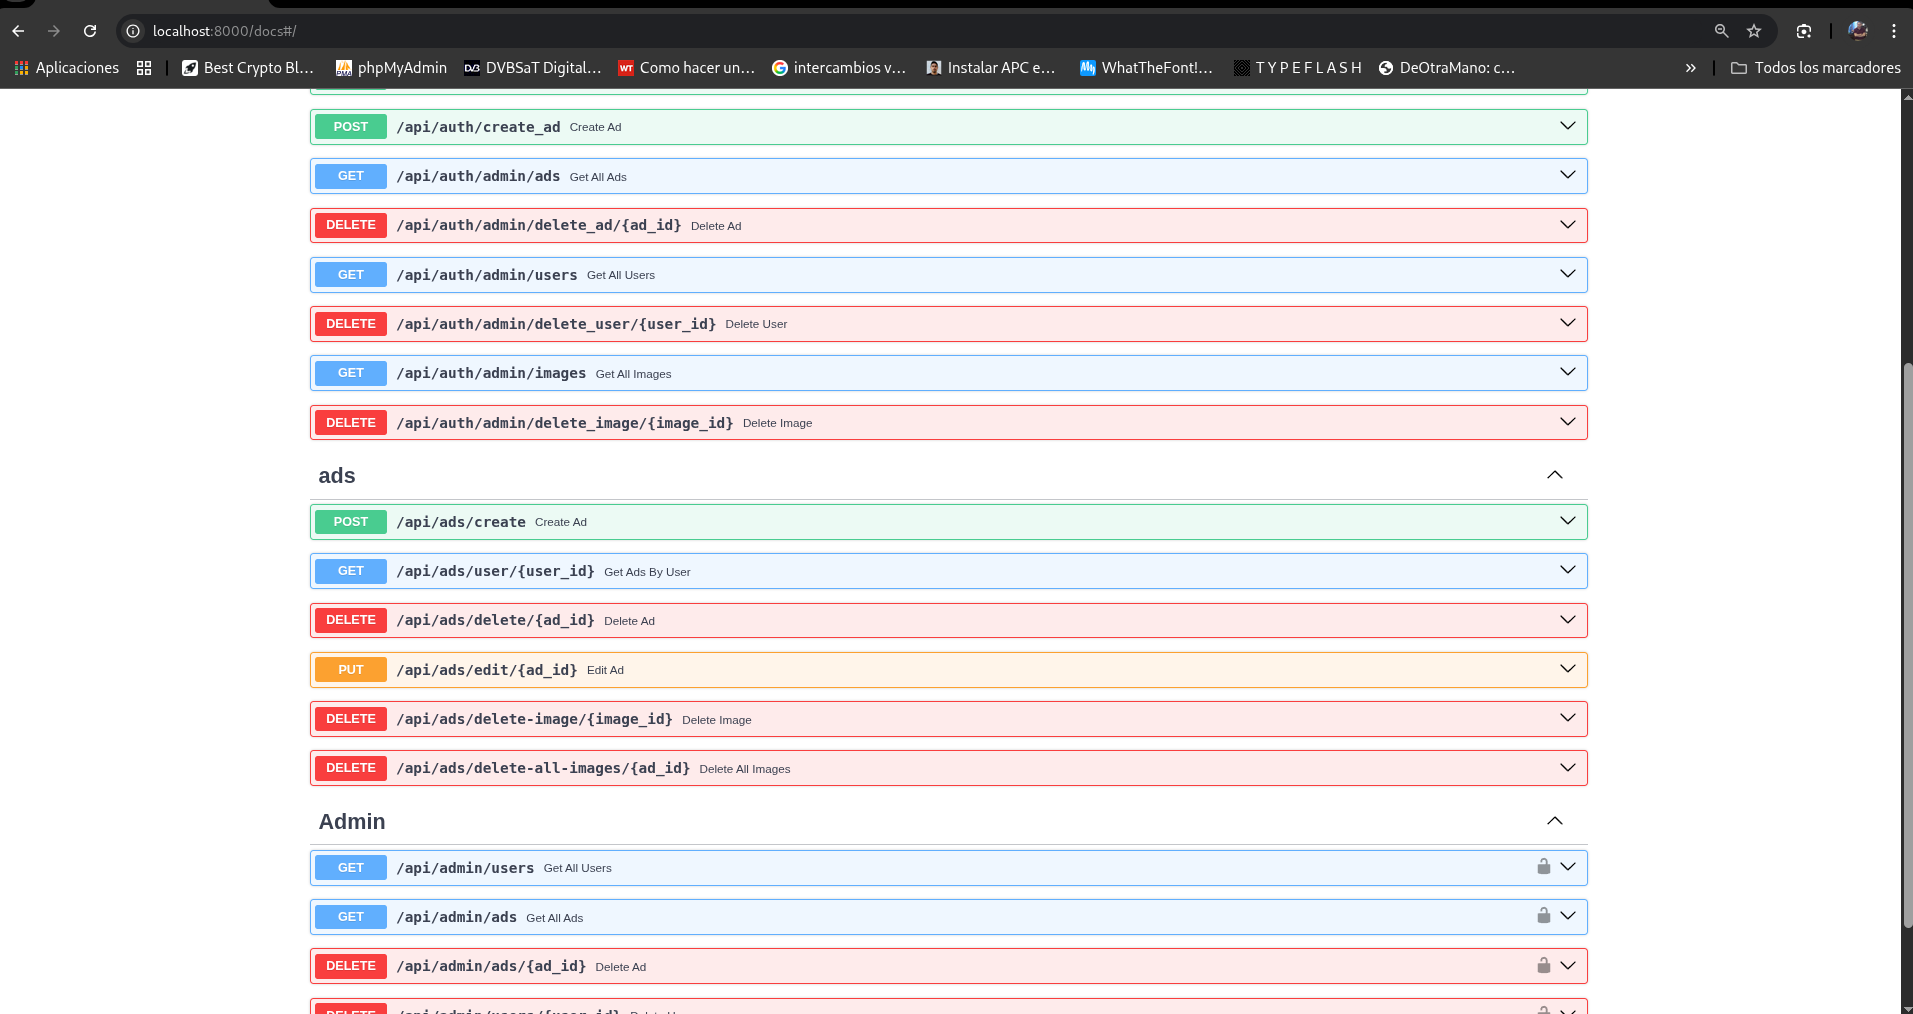 localhost:8000/docs#/
Aplicaciones Best Crypto Bl... phpMyAdmin DVBSaT Digital... Como hacer un... intercambios v... Instalar APC e... WhatTheFont!... T Y P E F L A S H DeOtraMano: c... » Todos los marcadores
POST /api/auth/create_ad Create Ad
GET /api/auth/admin/ads Get All Ads
DELETE /api/auth/admin/delete_ad/{ad_id} Delete Ad
GET /api/auth/admin/users Get All Users
DELETE /api/auth/admin/delete_user/{user_id} Delete User
GET /api/auth/admin/images Get All Images
DELETE /api/auth/admin/delete_image/{image_id} Delete Image
ads
POST /api/ads/create Create Ad
GET /api/ads/user/{user_id} Get Ads By User
DELETE /api/ads/delete/{ad_id} Delete Ad
PUT /api/ads/edit/{ad_id} Edit Ad
DELETE /api/ads/delete-image/{image_id} Delete Image
DELETE /api/ads/delete-all-images/{ad_id} Delete All Images
Admin
GET /api/admin/users Get All Users
GET /api/admin/ads Get All Ads
DELETE /api/admin/ads/{ad_id} Delete Ad
DELETE /api/admin/users/{user_id}